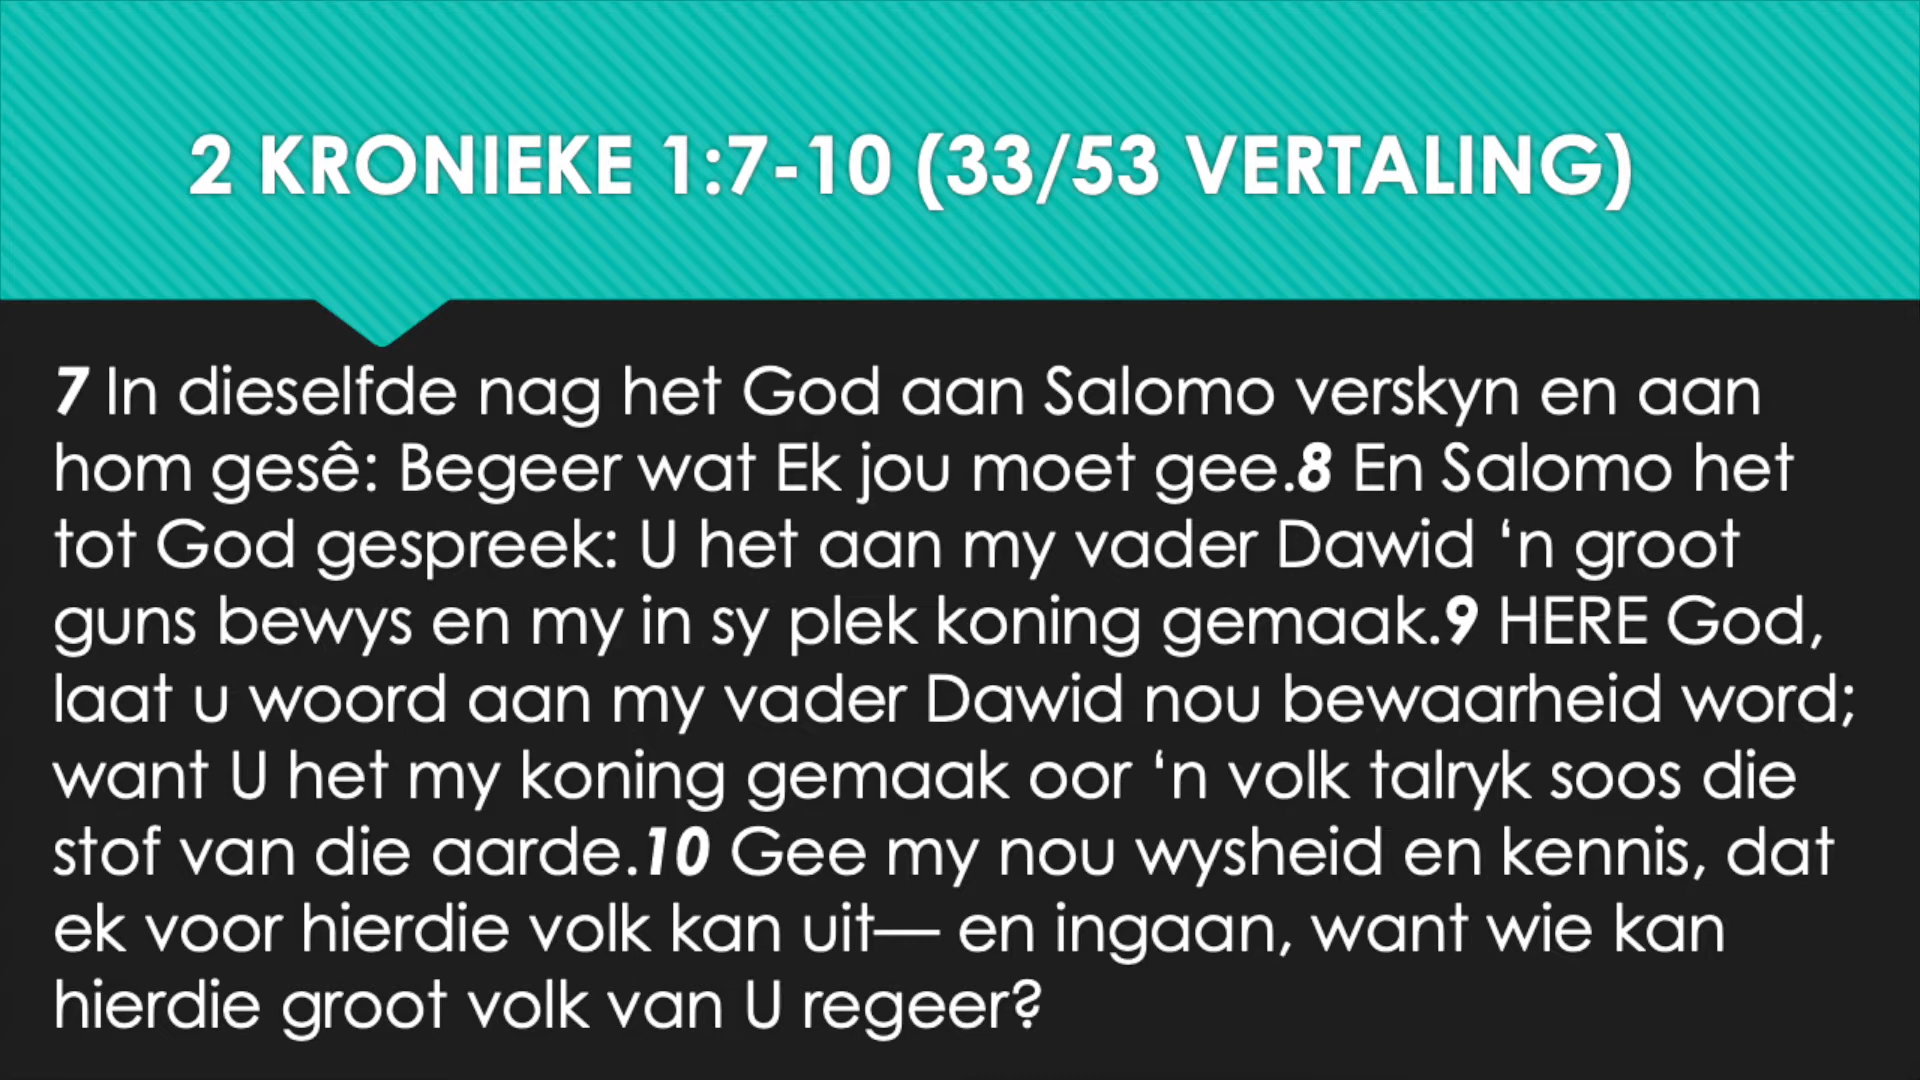 2 KRONIEKE 1:7-10 (33/53 VERTALING)
7 In dieselfde nag het God aan Salomo verskyn en aan
hom gesê: Begeer wat Ek jou moet gee.8 En Salomo het
tot God gespreek: U het aan my vader Dawid ‘n groot
guns bewys en my in sy plek koning gemaak.9 HERE God,
laat u woord aan my vader Dawid nou bewaarheid word;
want U het my koning gemaak oor ‘n volk talryk soos die
stof van die aarde.10 Gee my nou wysheid en kennis, dat
ek voor hierdie volk kan uit— en ingaan, want wie kan
hierdie groot volk van U regeer?